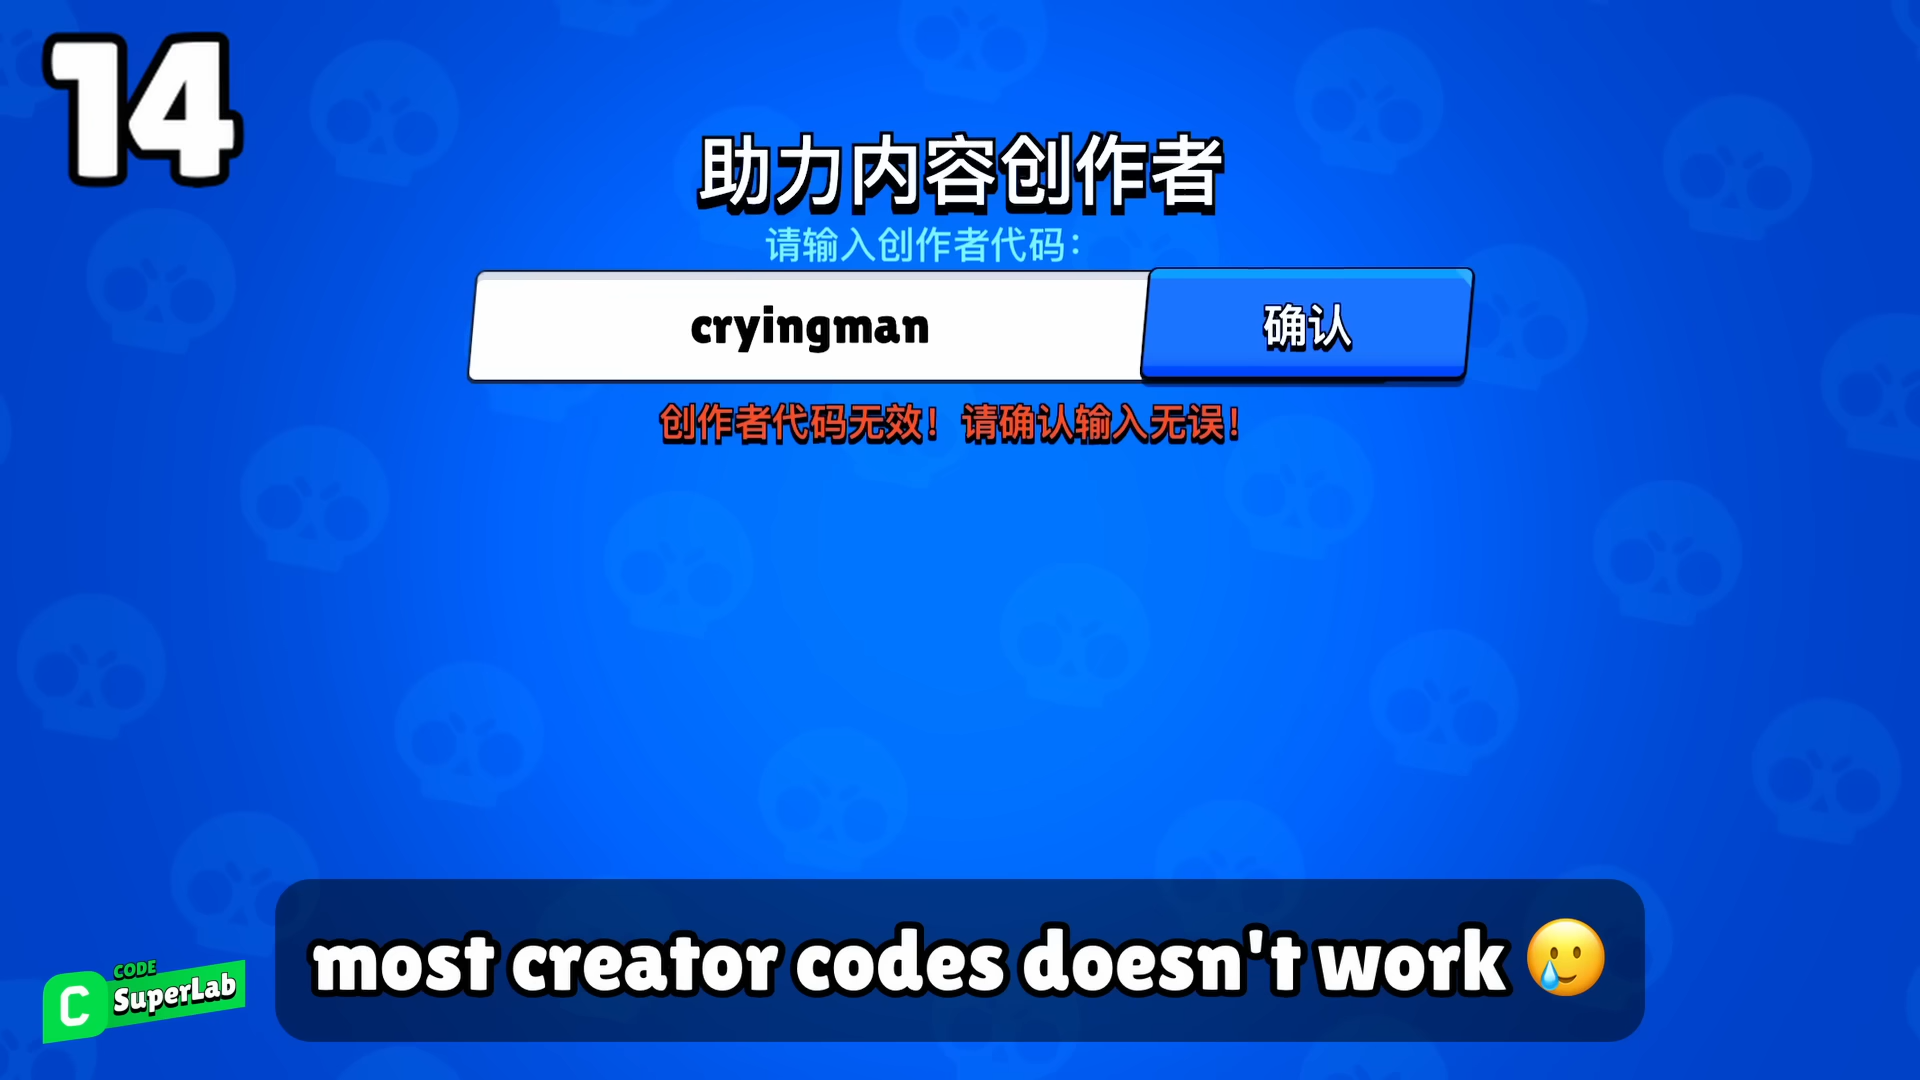 14
助力内容创作者
请输入创作者代码：
cryingman
确认
创作者代码无效！请确认输入无误！
most creator codes doesn't work 🥲
C
CODE
SuperLab